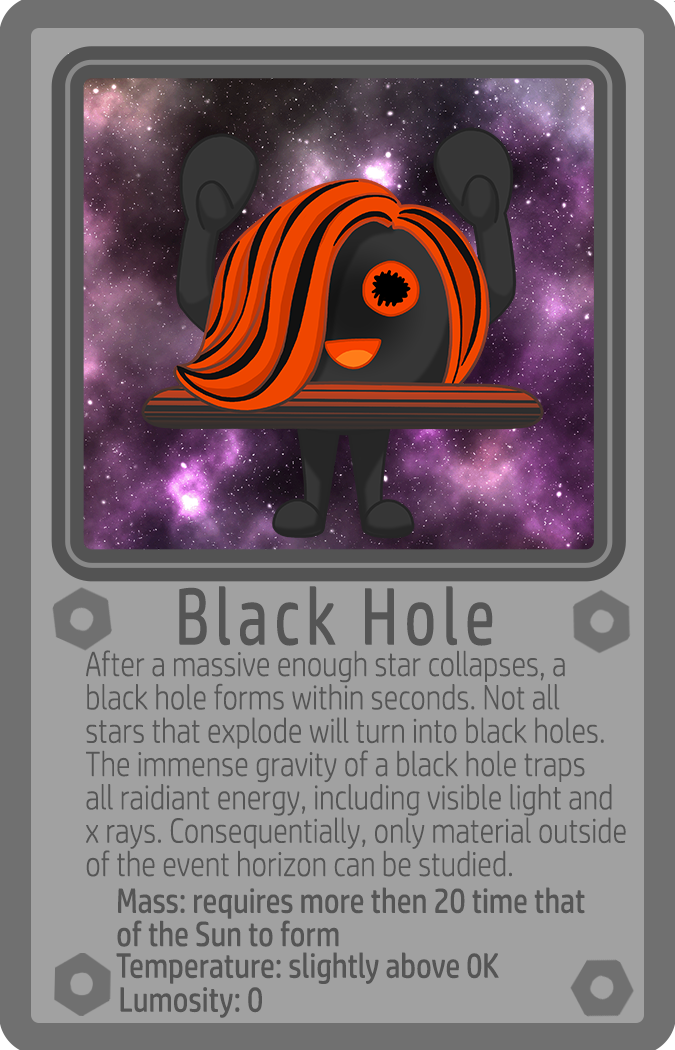 Black Hole
After a massive enough star collapses, a
black hole forms within seconds. Not all
stars that explode will turn into black holes.
The immense gravity of a black hole traps
all raidiant energy, including visible light and
x rays. Consequentially, only material outside
of the event horizon can be studied.
Mass: requires more then 20 time that
of the Sun to form
Temperature: slightly above 0K
Lumosity: 0